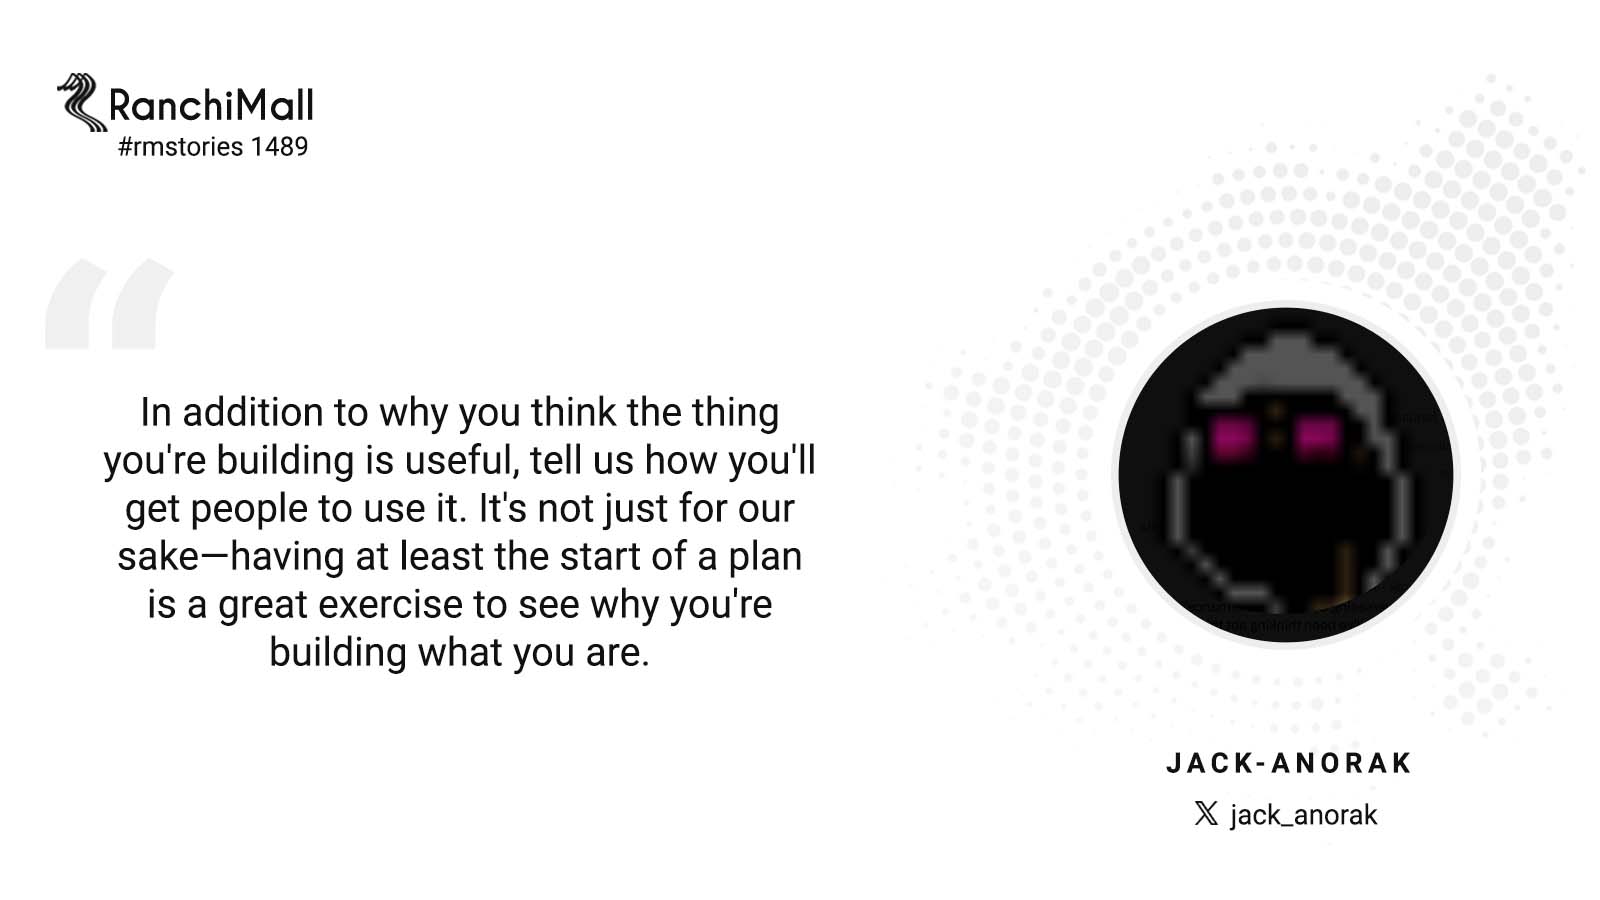 RanchiMall
#rmstories 1489
“
In addition to why you think the thing
you're building is useful, tell us how you'll
get people to use it. It's not just for our
sake—having at least the start of a plan
is a great exercise to see why you're
building what you are.
JACK-ANORAK
𝕏 jack_anorak